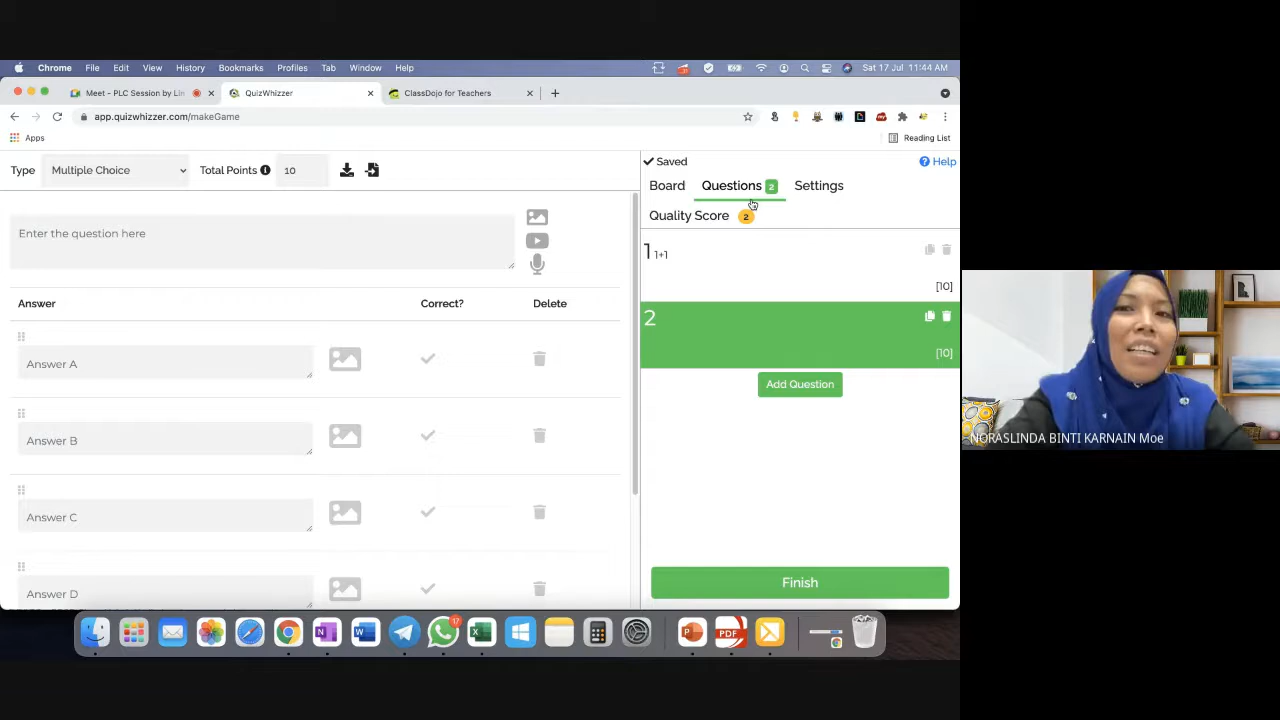 Chrome File Edit View History Bookmarks Profiles Tab Window Help
Sat 17 Jul 11:44 AM
Meet - PLC Session by Lin
QuizWhizzer
ClassDojo for Teachers
app.quizwhizzer.com/makeGame
Apps
Reading List
Type Multiple Choice Total Points 10
Saved
Help
Board Questions 2 Settings
Quality Score 2
Enter the question here
Answer Correct? Delete
Answer A
Answer B
Answer C
Answer D
1 1+1
[10]
2
[10]
Add Question
Finish
17
PDF
NORASLINDA BINTI KARNAIN Moe